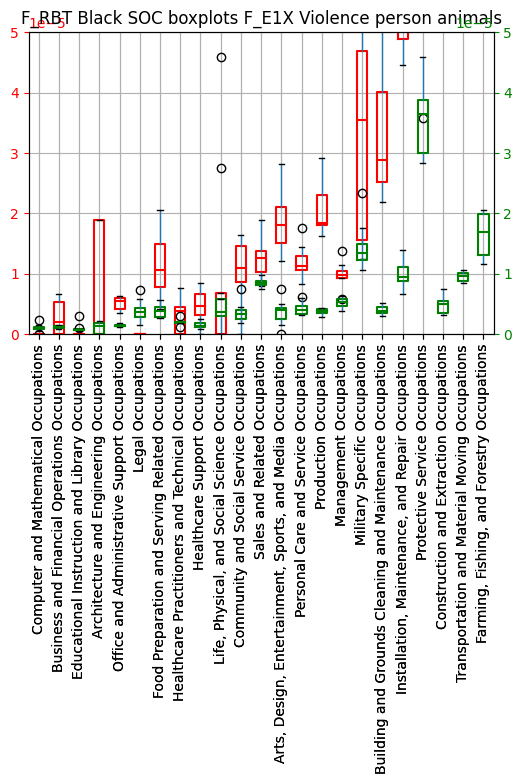 F_RBT Black SOC boxplots F_E1X Violence person animals
1e−5
1e−5
5
4
3
2
1
0
5
4
3
2
1
0
Computer and Mathematical Occupations
Business and Financial Operations Occupations
Educational Instruction and Library Occupations
Architecture and Engineering Occupations
Office and Administrative Support Occupations
Legal Occupations
Food Preparation and Serving Related Occupations
Healthcare Practitioners and Technical Occupations
Healthcare Support Occupations
Life, Physical, and Social Science Occupations
Community and Social Service Occupations
Sales and Related Occupations
Arts, Design, Entertainment, Sports, and Media Occupations
Personal Care and Service Occupations
Production Occupations
Management Occupations
Military Specific Occupations
Building and Grounds Cleaning and Maintenance Occupations
Installation, Maintenance, and Repair Occupations
Protective Service Occupations
Construction and Extraction Occupations
Transportation and Material Moving Occupations
Farming, Fishing, and Forestry Occupations